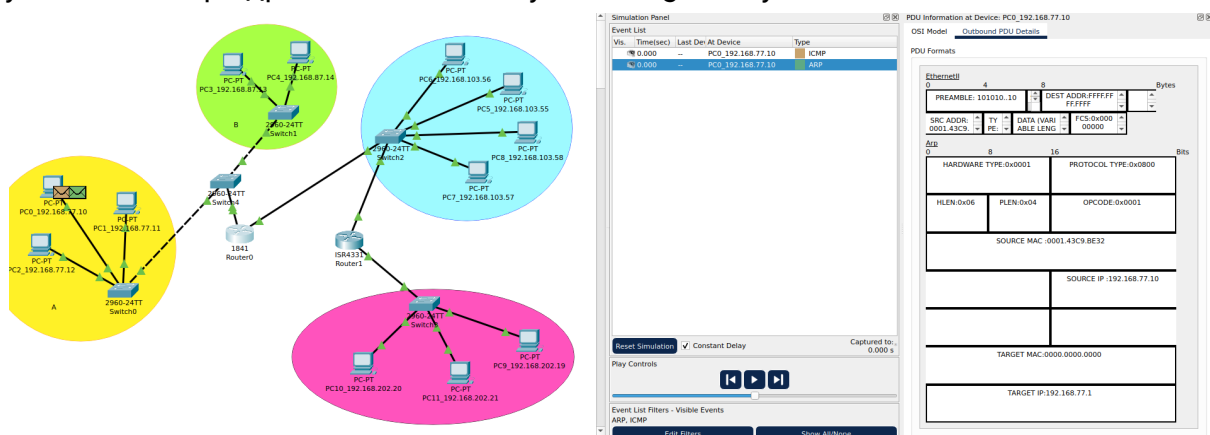 Simulation Panel
Event List
Vis. Time(sec) Last Dev At Device Type
0.000 -- PC0_192.168.77.10 ICMP
0.000 -- PC0_192.168.77.10 ARP
Reset Simulation Constant Delay Captured to:
0.000 s
Play Controls
Event List Filters - Visible Events
ARP, ICMP
Edit Filters Show All/None
PDU Information at Device: PC0_192.168.77.10
OSI Model Outbound PDU Details
PDU Formats
EthernetII
0 4 8 Bytes
PREAMBLE: 101010..10 DEST ADDR:FFFF.FF
FF.FFFF
SRC ADDR: TY DATA (VARI FCS:0x000
0001.43C9. PE: ABLE LENG 00000
Arp
0 8 16 Bits
HARDWARE TYPE:0x0001 PROTOCOL TYPE:0x0800
HLEN:0x06 PLEN:0x04 OPCODE:0x0001
SOURCE MAC :0001.43C9.BE32
SOURCE IP :192.168.77.10
TARGET MAC:0000.0000.0000
TARGET IP:192.168.77.1
PC-PT
PC4_192.168.87.14
PC-PT
PC3_192.168.87.13
B
2960-24TT
Switch1
PC-PT
PC6_192.168.103.56
PC-PT
PC5_192.168.103.55
2960-24TT
Switch2
PC-PT
PC8_192.168.103.58
PC-PT
PC7_192.168.103.57
2960-24TT
Switch4
PC-PT
PC0_192.168.77.10
PC-PT
PC1_192.168.77.11
PC-PT
PC2_192.168.77.12
A
2960-24TT
Switch0
1841
Router0
ISR4331
Router1
2960-24TT
PC-PT
PC9_192.168.202.19
PC-PT
PC10_192.168.202.20
PC-PT
PC11_192.168.202.21